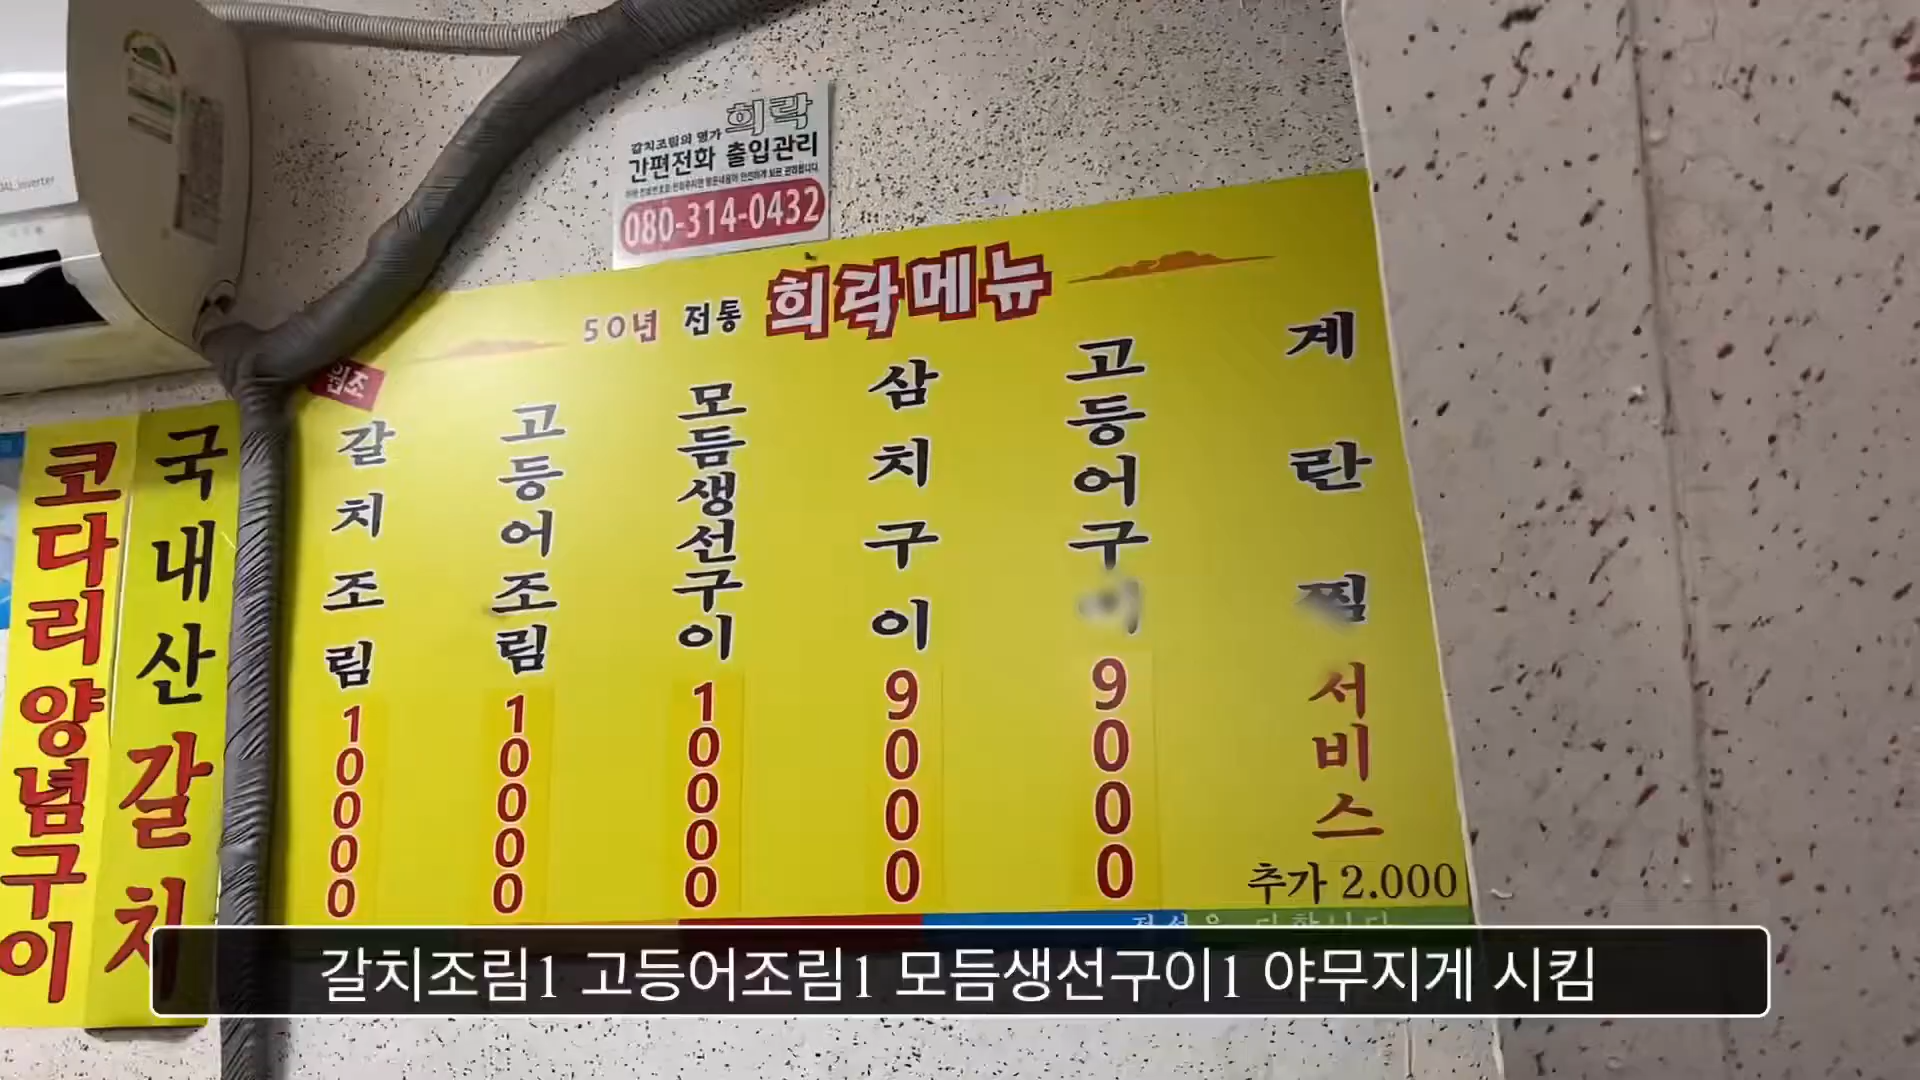 희락
갈치조림의 명가
간편전화 출입관리
080-314-0432
50년 전통 희락메뉴
원조
갈치조림 10000
고등어조림 10000
모듬생선구이 10000
삼치구이 9000
고등어구이 9000
계란찜 서비스
추가 2.000
국내산 갈치
코다리양념구이
갈치조림1 고등어조림1 모듬생선구이1 야무지게 시킴